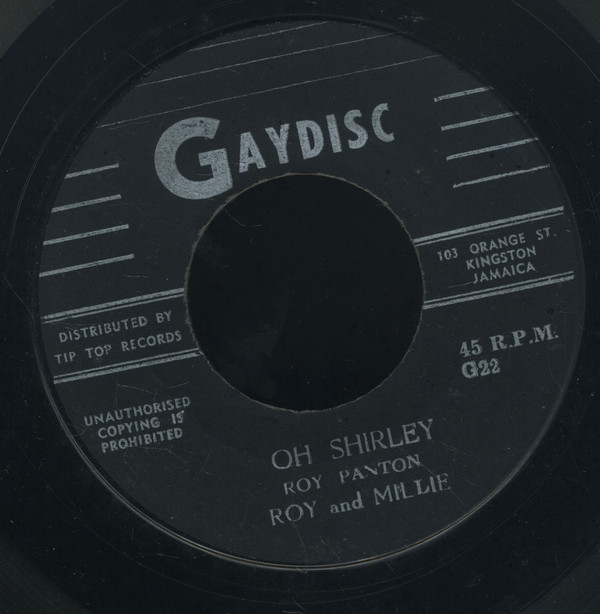 GAYDISC
103 ORANGE ST.
KINGSTON
JAMAICA
DISTRIBUTED BY
TIP TOP RECORDS
45 R.P.M.
G22
UNAUTHORISED
COPYING IS
PROHIBITED
OH SHIRLEY
ROY PANTON
ROY and MILLIE